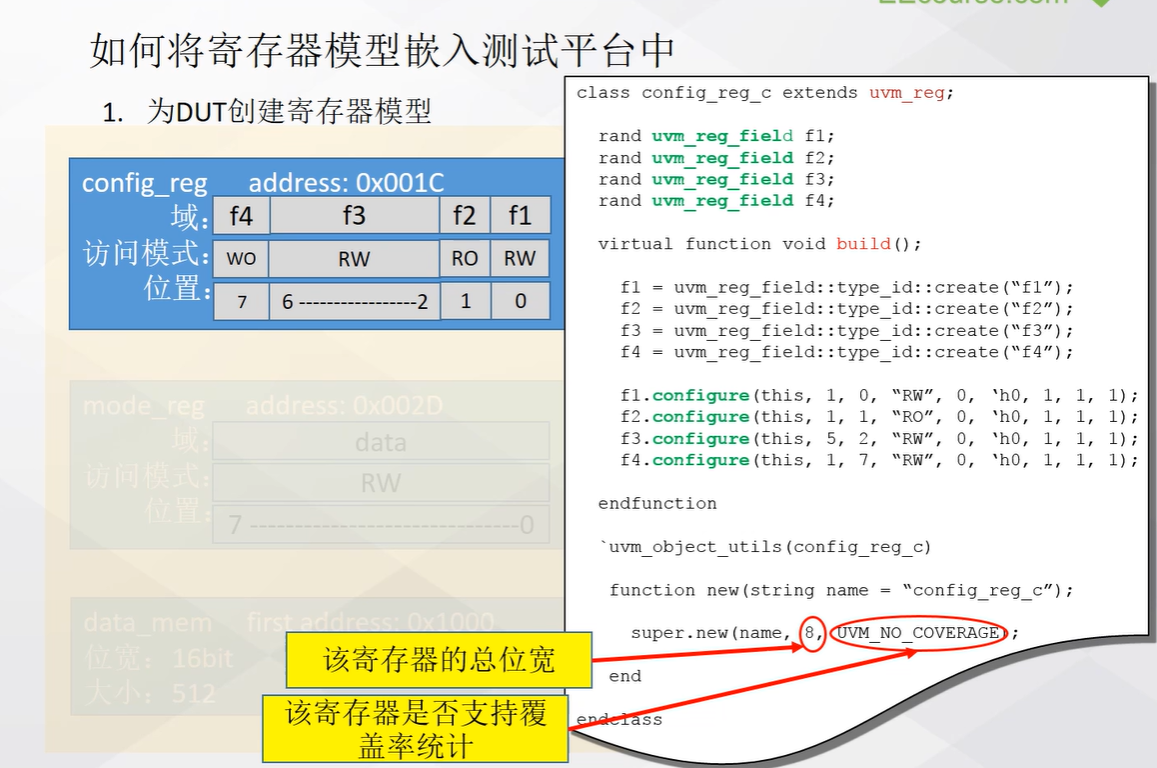 如何将寄存器模型嵌入测试平台中
1. 为DUT创建寄存器模型
config_reg address: 0x001C
域: f4 f3 f2 f1
访问模式: WO RW RO RW
位置: 7 6 -----------------2 1 0
mode_reg address: 0x002D
域: data
访问模式: RW
位置: 7 ------------------------------0
data_mem first address: 0x1000
位宽: 16bit
大小: 512
该寄存器的总位宽
该寄存器是否支持覆
盖率统计
class config_reg_c extends uvm_reg;
rand uvm_reg_field f1;
rand uvm_reg_field f2;
rand uvm_reg_field f3;
rand uvm_reg_field f4;
virtual function void build();
f1 = uvm_reg_field::type_id::create(“f1”);
f2 = uvm_reg_field::type_id::create(“f2”);
f3 = uvm_reg_field::type_id::create(“f3”);
f4 = uvm_reg_field::type_id::create(“f4”);
f1.configure(this, 1, 0, “RW”, 0, ‘h0, 1, 1, 1);
f2.configure(this, 1, 1, “RO”, 0, ‘h0, 1, 1, 1);
f3.configure(this, 5, 2, “RW”, 0, ‘h0, 1, 1, 1);
f4.configure(this, 1, 7, “RW”, 0, ‘h0, 1, 1, 1);
endfunction
`uvm_object_utils(config_reg_c)
function new(string name = “config_reg_c”);
super.new(name, 8, UVM_NO_COVERAGE);
end
endclass